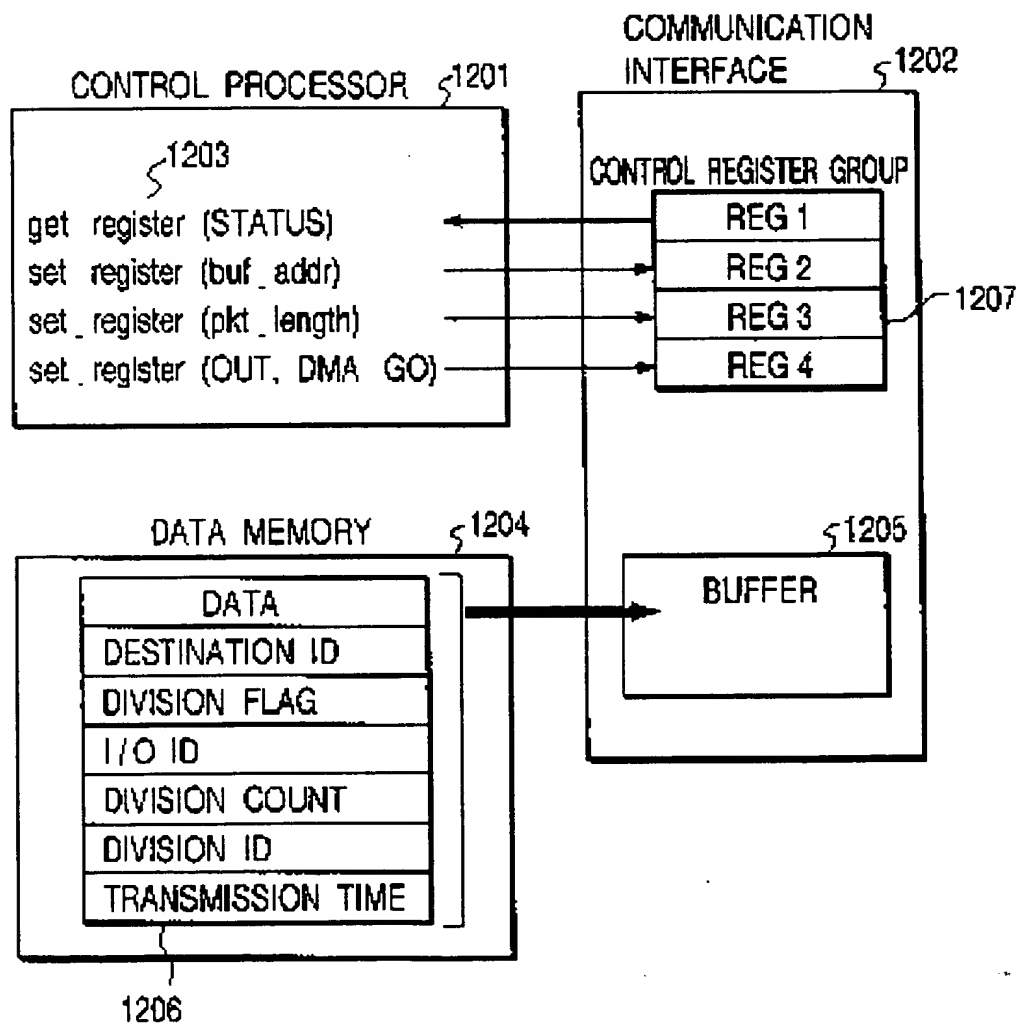 COMMUNICATION
INTERFACE
1202
CONTROL PROCESSOR
1201
1203
get register (STATUS)
set register (buf_addr)
set_register (pkt_length)
set_register (OUT, DMA GO)
CONTROL REGISTER GROUP
REG 1
REG 2
REG 3
REG 4
1207
DATA MEMORY
1204
DATA
DESTINATION ID
DIVISION FLAG
I/O ID
DIVISION COUNT
DIVISION ID
TRANSMISSION TIME
1206
1205
BUFFER